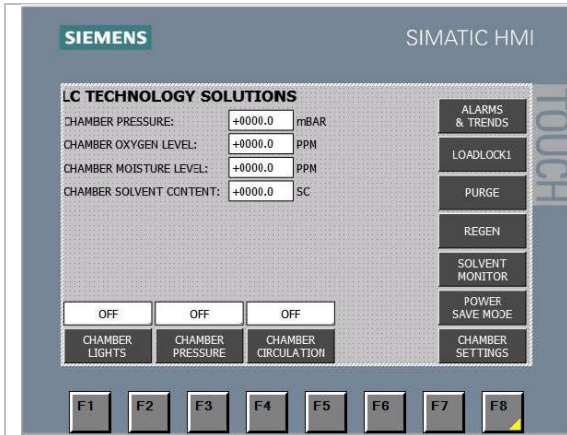 SIEMENS
SIMATIC HMI
TOUCH
LC TECHNOLOGY SOLUTIONS
CHAMBER PRESSURE: +0000.0 mBAR
CHAMBER OXYGEN LEVEL: +0000.0 PPM
CHAMBER MOISTURE LEVEL: +0000.0 PPM
CHAMBER SOLVENT CONTENT: +0000.0 SC
ALARMS
& TRENDS
LOADLOCK1
PURGE
REGEN
SOLVENT
MONITOR
POWER
SAVE MODE
CHAMBER
SETTINGS
OFF OFF OFF
CHAMBER
LIGHTS
CHAMBER
PRESSURE
CHAMBER
CIRCULATION
F1 F2 F3 F4 F5 F6 F7 F8